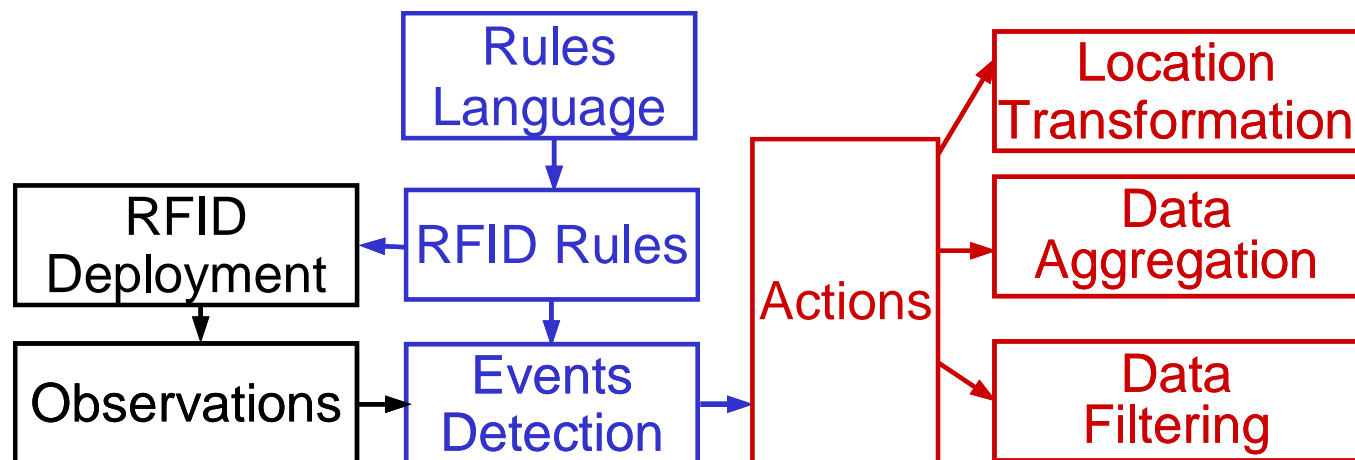 Rules
Language
RFID
Deployment
RFID Rules
Observations
Events
Detection
Actions
Location
Transformation
Data
Aggregation
Data
Filtering